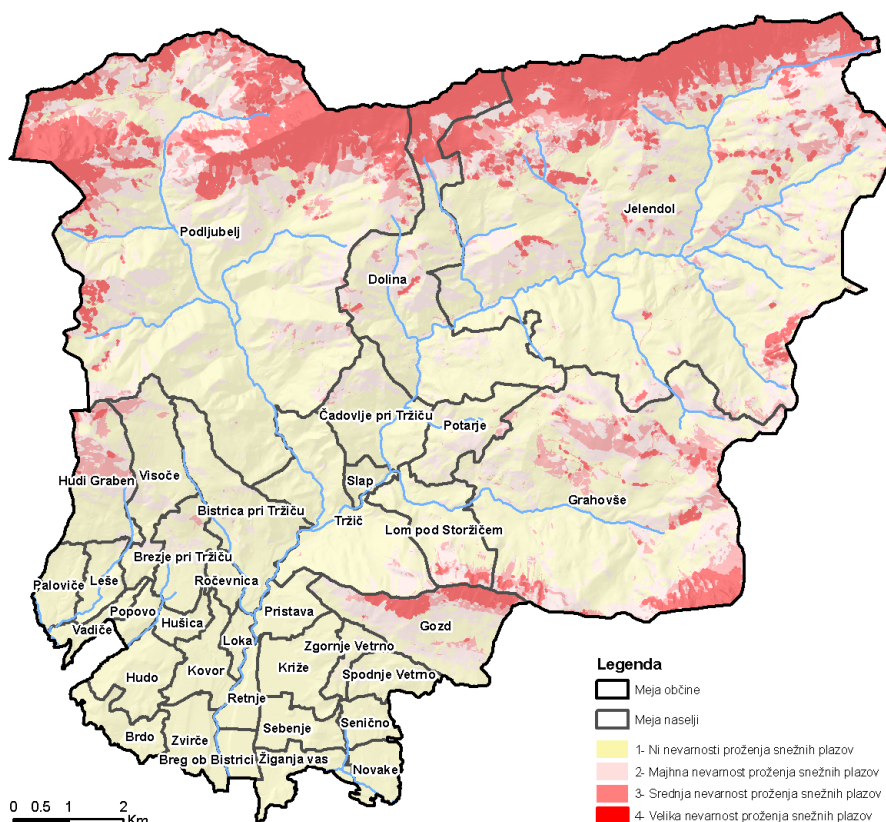 Podljubelj
Jelendol
Dolina
Čadovlje pri Tržiču
Potarje
Hudi Graben
Visoče
Slap
Bistrica pri Tržiču
Tržič
Grahovše
Lom pod Storžičem
Brezje pri Tržiču
Paloviče
Leše
Ročevnica
Popovo
Pristava
Vadiče
Hušica
Gozd
Loka
Zgornje Vetrno
Hudo
Kovor
Križe
Spodnje Vetrno
Retnje
Brdo
Zvirče
Sebenje
Senično
Breg ob Bistrici
Žiganja vas
Novake
Legenda
Meja občine
Meja naselji
1- Ni nevarnosti proženja snežnih plazov
2- Majhna nevarnost proženja snežnih plazov
3- Srednja nevarnost proženja snežnih plazov
4- Velika nevarnost proženja snežnih plazov
0 0.5 1 2
Km